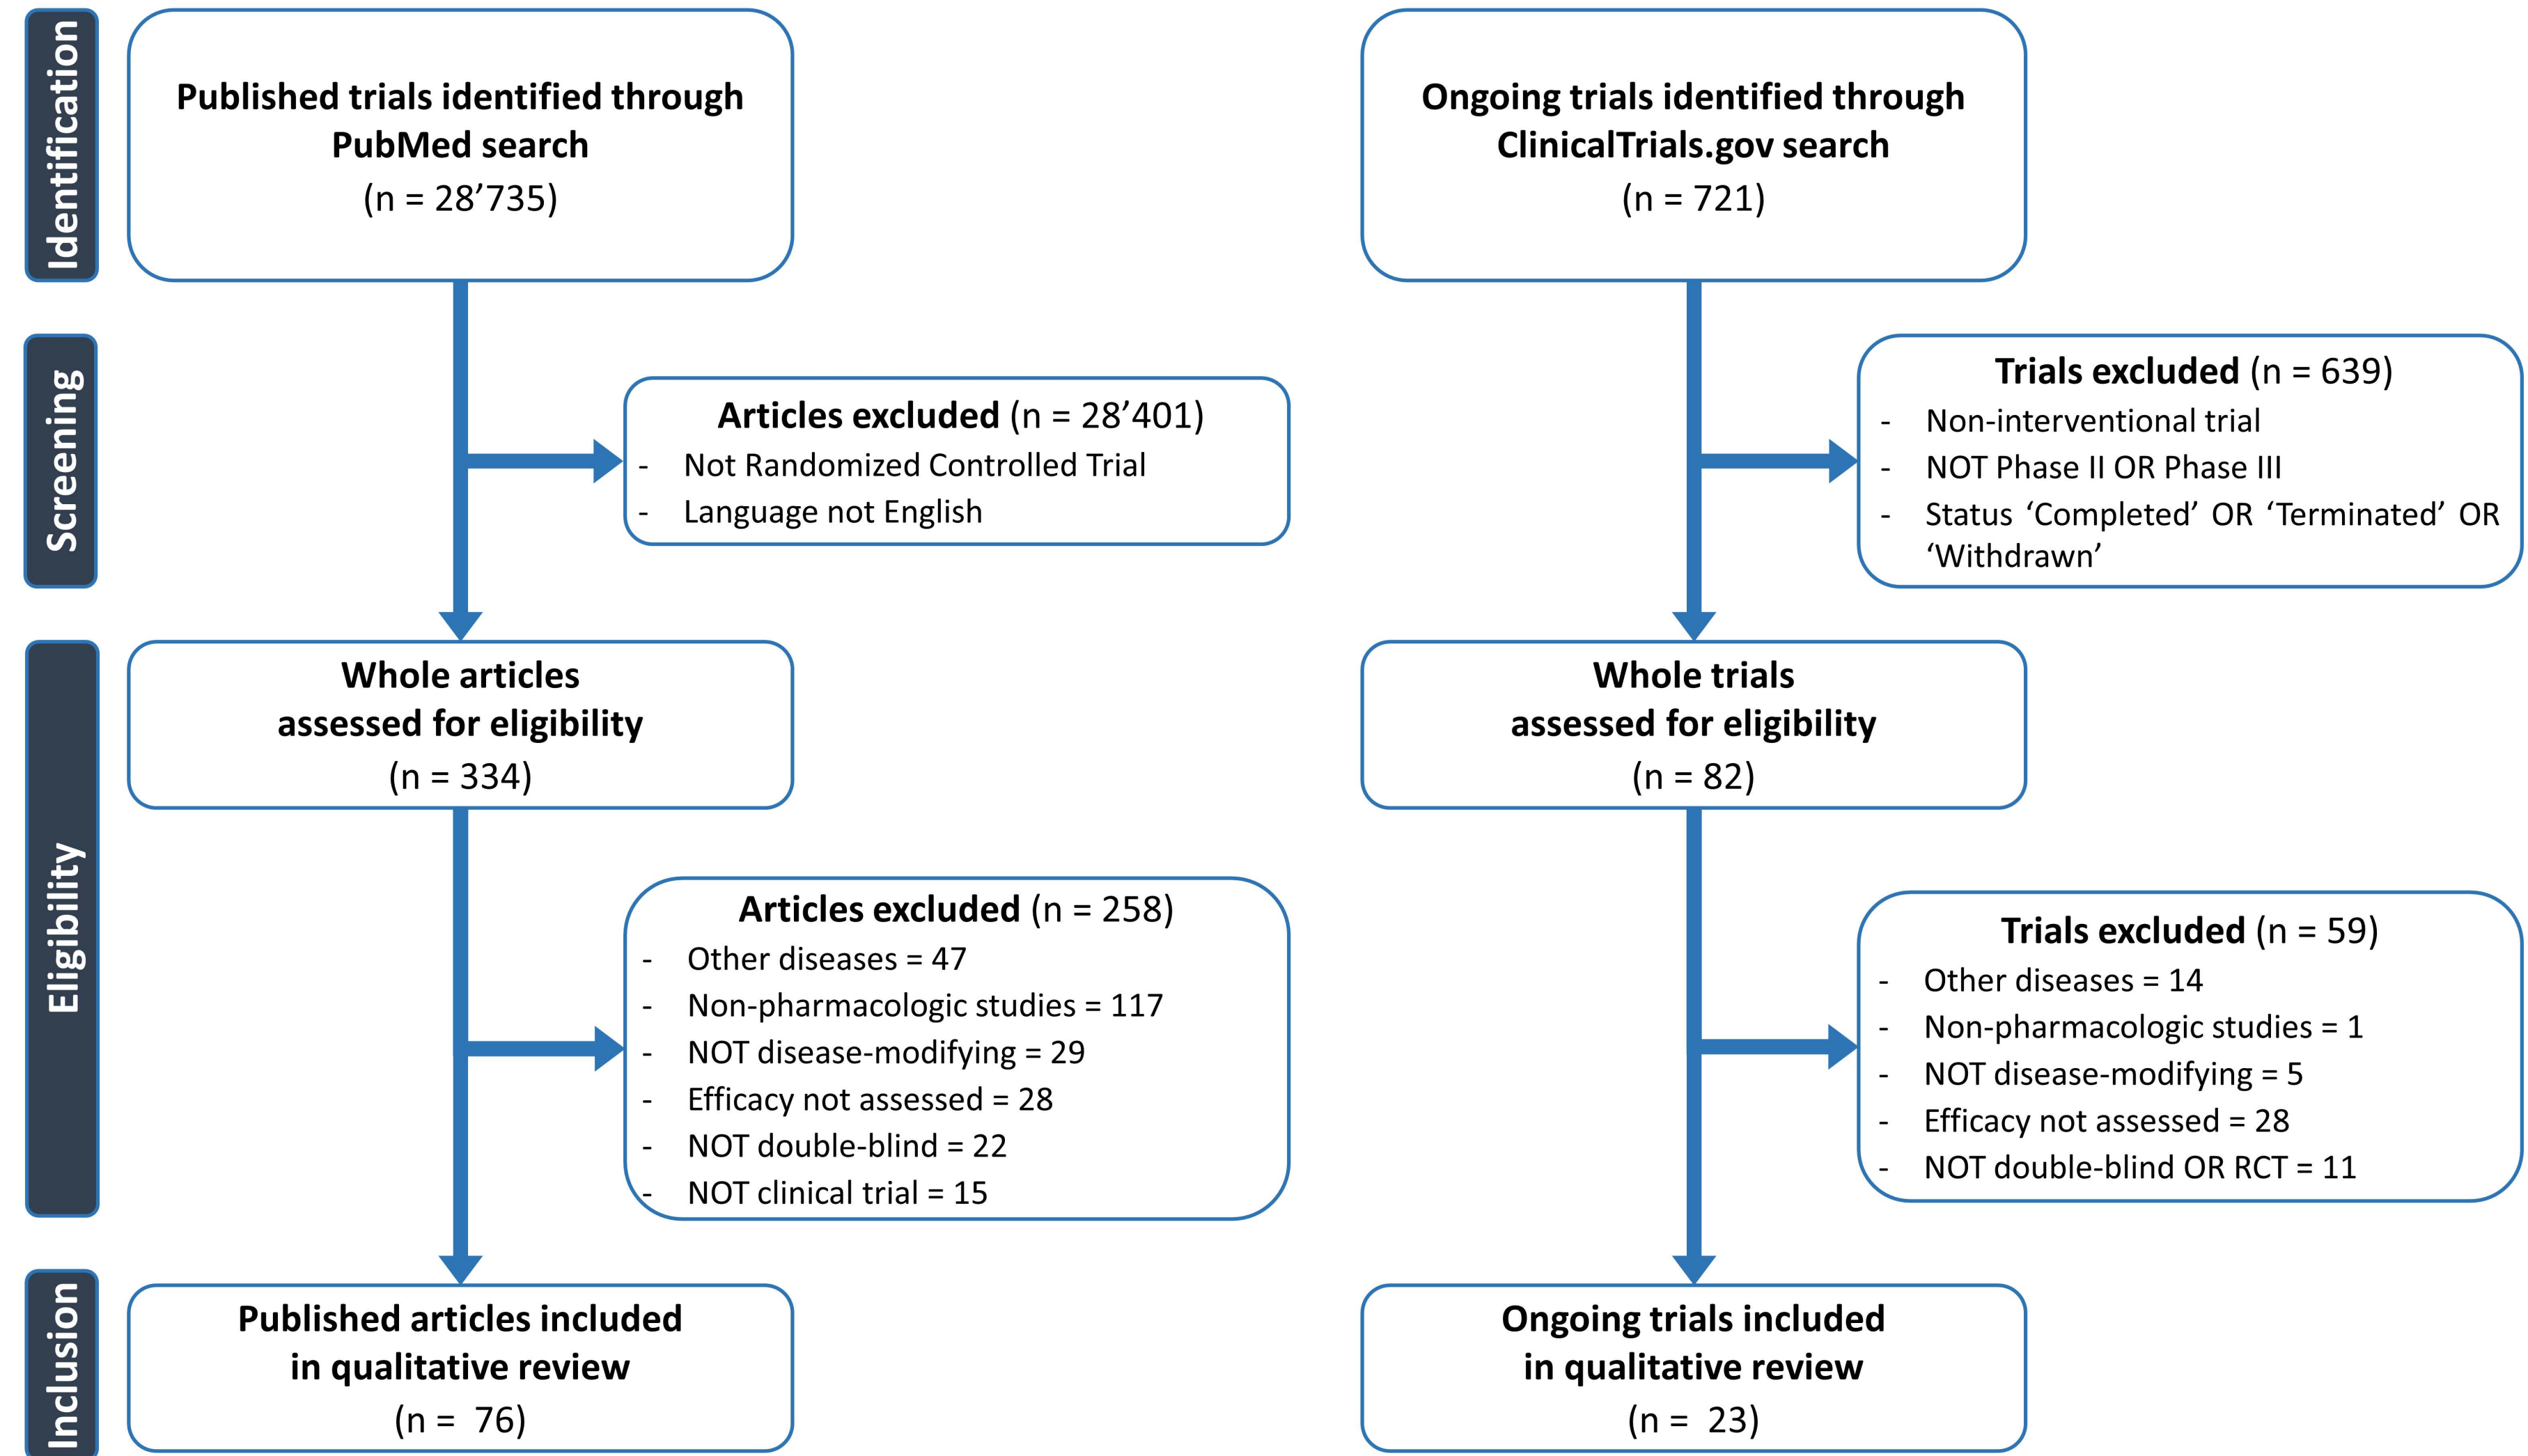 Identification
Published trials identified through
PubMed search
(n = 28’735)
Ongoing trials identified through
ClinicalTrials.gov search
(n = 721)
Screening
Articles excluded (n = 28’401)
- Not Randomized Controlled Trial
- Language not English
Trials excluded (n = 639)
- Non-interventional trial
- NOT Phase II OR Phase III
- Status ‘Completed’ OR ‘Terminated’ OR
‘Withdrawn’
Eligibility
Whole articles
assessed for eligibility
(n = 334)
Whole trials
assessed for eligibility
(n = 82)
Articles excluded (n = 258)
- Other diseases = 47
- Non-pharmacologic studies = 117
- NOT disease-modifying = 29
- Efficacy not assessed = 28
- NOT double-blind = 22
- NOT clinical trial = 15
Trials excluded (n = 59)
- Other diseases = 14
- Non-pharmacologic studies = 1
- NOT disease-modifying = 5
- Efficacy not assessed = 28
- NOT double-blind OR RCT = 11
Inclusion
Published articles included
in qualitative review
(n = 76)
Ongoing trials included
in qualitative review
(n = 23)